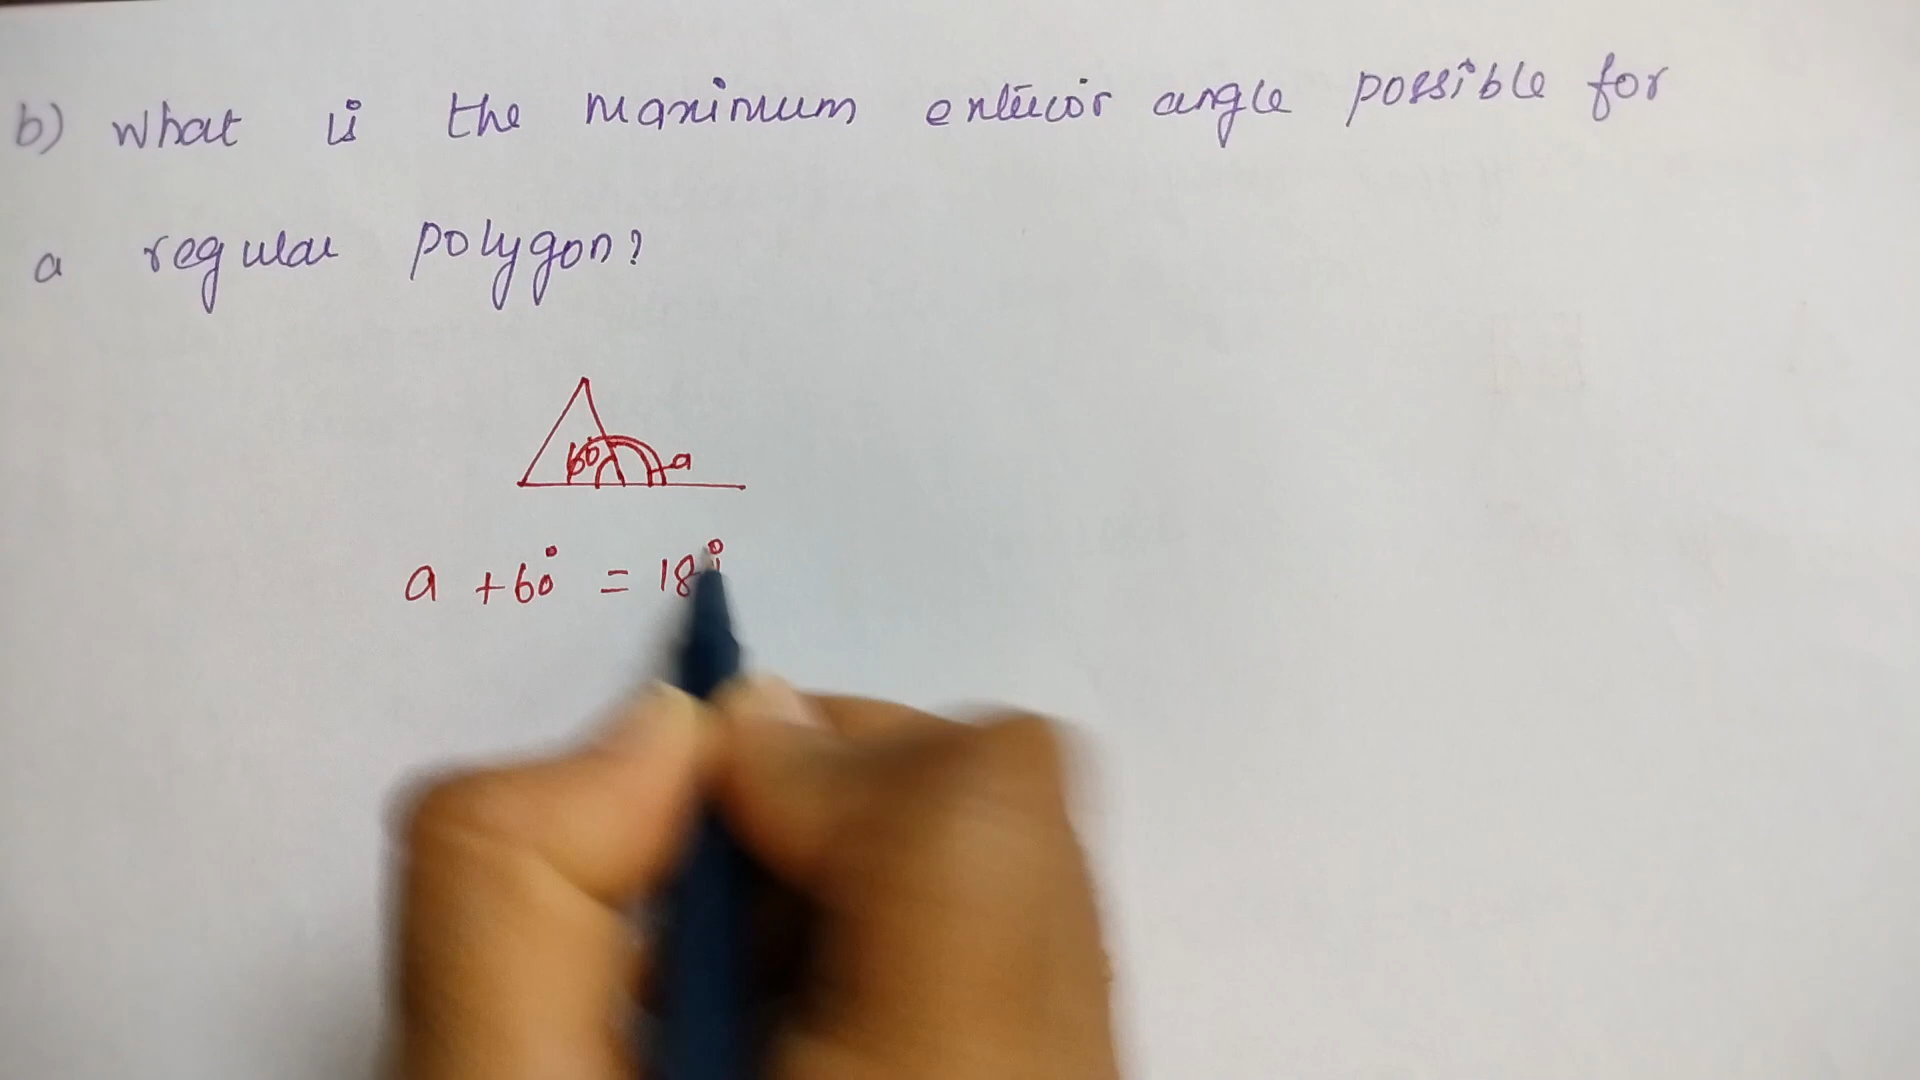 b) What is the maximum exterior angle possible for
a regular polygon?
60 a
a + 60° = 18